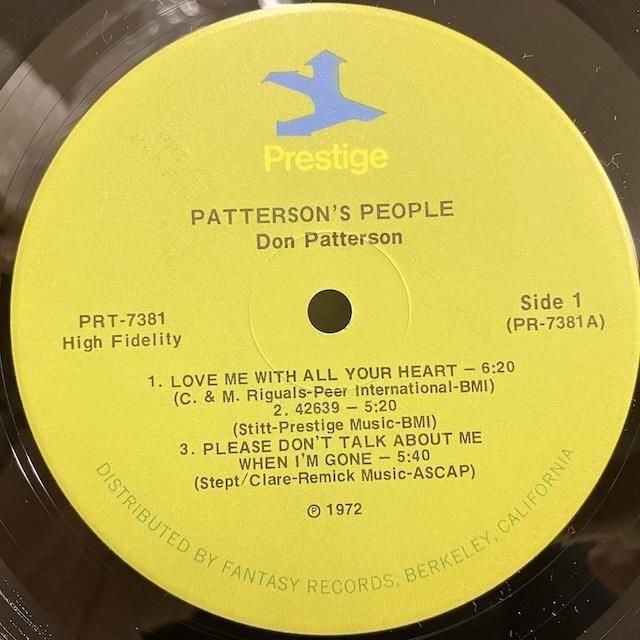 Prestige
PATTERSON'S PEOPLE
Don Patterson
PRT-7381
High Fidelity
Side 1
(PR-7381A)
1. LOVE ME WITH ALL YOUR HEART — 6:20
(C. & M. Riguals-Peer International-BMI)
2. 42639 — 5:20
(Stitt-Prestige Music-BMI)
3. PLEASE DON'T TALK ABOUT ME
WHEN I'M GONE — 5:40
(Stept/Clare-Remick Music-ASCAP)
Ⓟ 1972
DISTRIBUTED BY FANTASY RECORDS, BERKELEY, CALIFORNIA